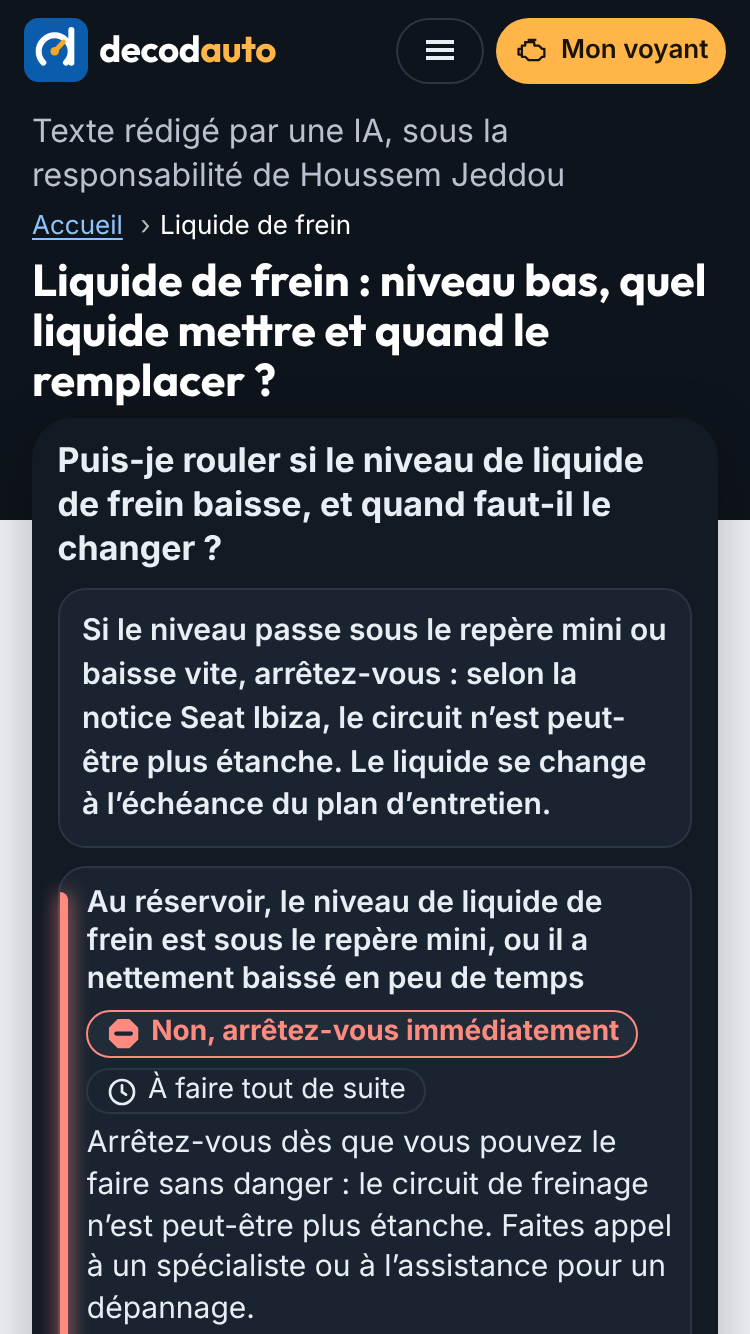 decodauto
Mon voyant
Texte rédigé par une IA, sous la
responsabilité de Houssem Jeddou
Accueil › Liquide de frein
Liquide de frein : niveau bas, quel
liquide mettre et quand le
remplacer ?
Puis-je rouler si le niveau de liquide
de frein baisse, et quand faut-il le
changer ?
Si le niveau passe sous le repère mini ou
baisse vite, arrêtez-vous : selon la
notice Seat Ibiza, le circuit n’est peut-
être plus étanche. Le liquide se change
à l’échéance du plan d’entretien.
Au réservoir, le niveau de liquide de
frein est sous le repère mini, ou il a
nettement baissé en peu de temps
Non, arrêtez-vous immédiatement
À faire tout de suite
Arrêtez-vous dès que vous pouvez le
faire sans danger : le circuit de freinage
n’est peut-être plus étanche. Faites appel
à un spécialiste ou à l’assistance pour un
dépannage.